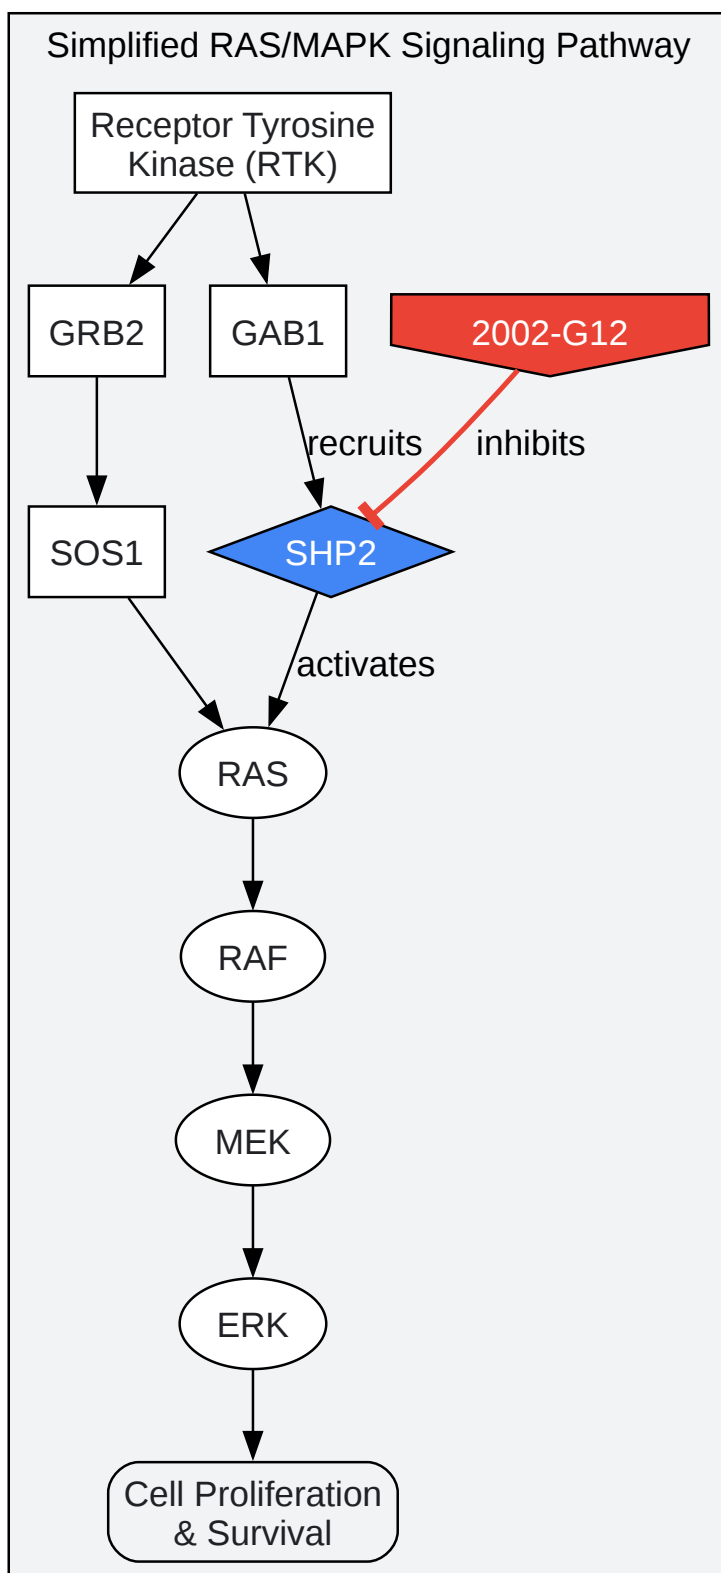 Simplified RAS/MAPK Signaling Pathway
Receptor Tyrosine
Kinase (RTK)
GRB2
GAB1
2002-G12
recruits
inhibits
SOS1
SHP2
activates
RAS
RAF
MEK
ERK
Cell Proliferation
& Survival